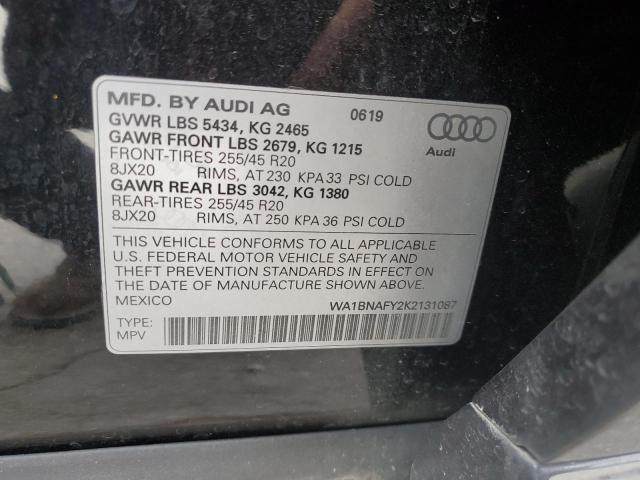 MFD. BY AUDI AG 0619
GVWR LBS 5434, KG 2465
GAWR FRONT LBS 2679, KG 1215
FRONT-TIRES 255/45 R20
8JX20 RIMS, AT 230 KPA 33 PSI COLD
GAWR REAR LBS 3042, KG 1380
REAR-TIRES 255/45 R20
8JX20 RIMS, AT 250 KPA 36 PSI COLD
Audi
THIS VEHICLE CONFORMS TO ALL APPLICABLE
U.S. FEDERAL MOTOR VEHICLE SAFETY AND
THEFT PREVENTION STANDARDS IN EFFECT ON
THE DATE OF MANUFACTURE SHOWN ABOVE.
MEXICO WA1BNAFY2K2131087
TYPE:
MPV